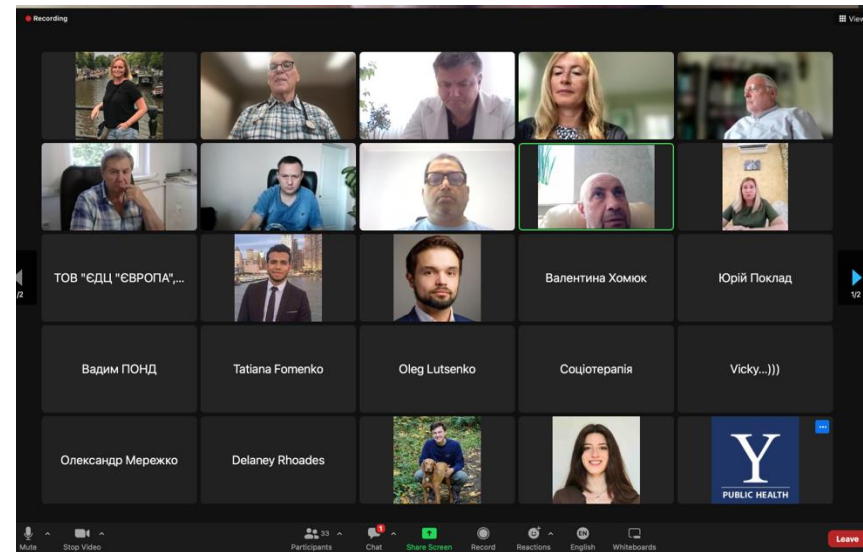 Recording
View
ТОВ "ЄДЦ "ЄВРОПА",...
Валентина Хомюк
Юрій Поклад
/2
1/2
Вадим ПОНД
Tatiana Fomenko
Oleg Lutsenko
Соціотерапія
Vicky...)))
Олександр Мережко
Delaney Rhoades
Y
PUBLIC HEALTH
Mute
Stop Video
33
Participants
1
Chat
Share Screen
Record
Reactions
EN
English
Whiteboards
Leave